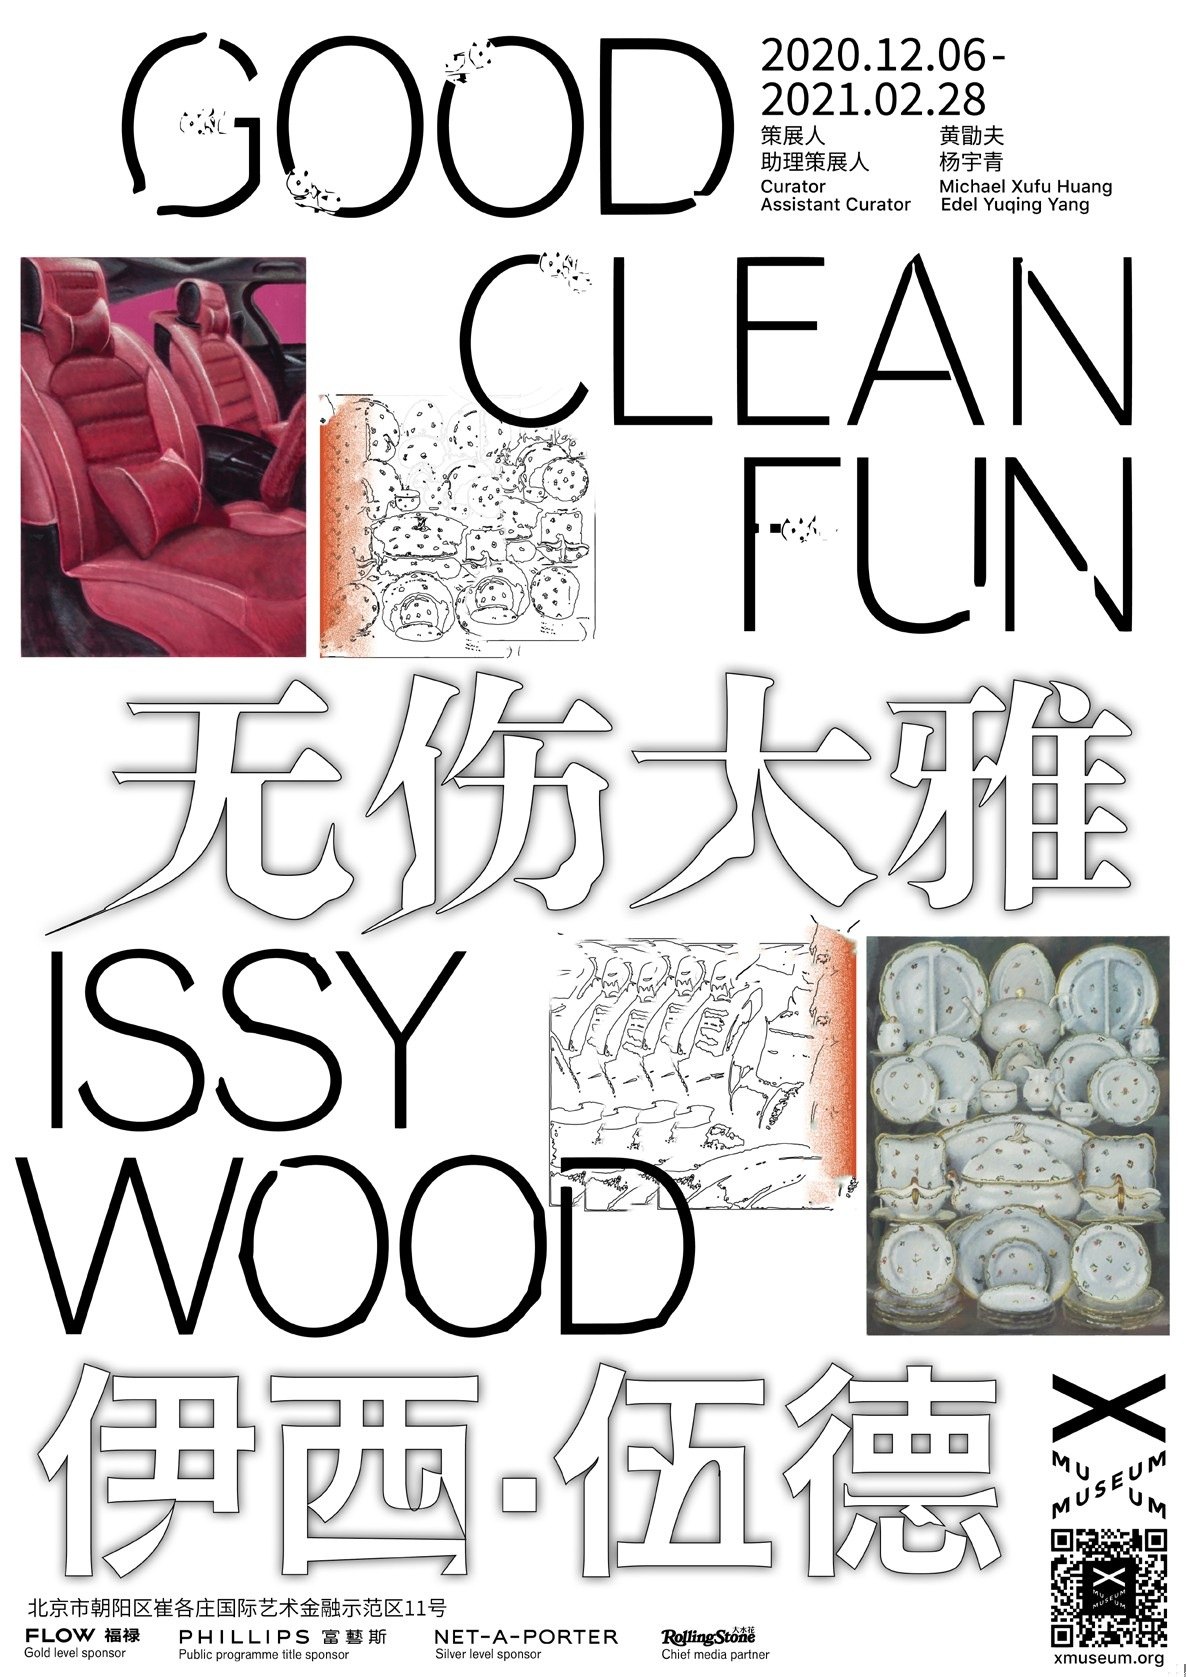 GOOD
2020.12.06-
2021.02.28
策展人 黄勖夫
助理策展人 杨宇青
Curator Michael Xufu Huang
Assistant Curator Edel Yuqing Yang
CLEAN
FUN
无伤大雅
ISSY
WOOD
伊西·伍德
X
MUSEUM
MUSEUM
北京市朝阳区崔各庄国际艺术金融示范区11号
FLOW 福禄
Gold level sponsor
PHILLIPS 富藝斯
Public programme title sponsor
NET-A-PORTER
Silver level sponsor
RollingStone 大水花
Chief media partner
xmuseum.org